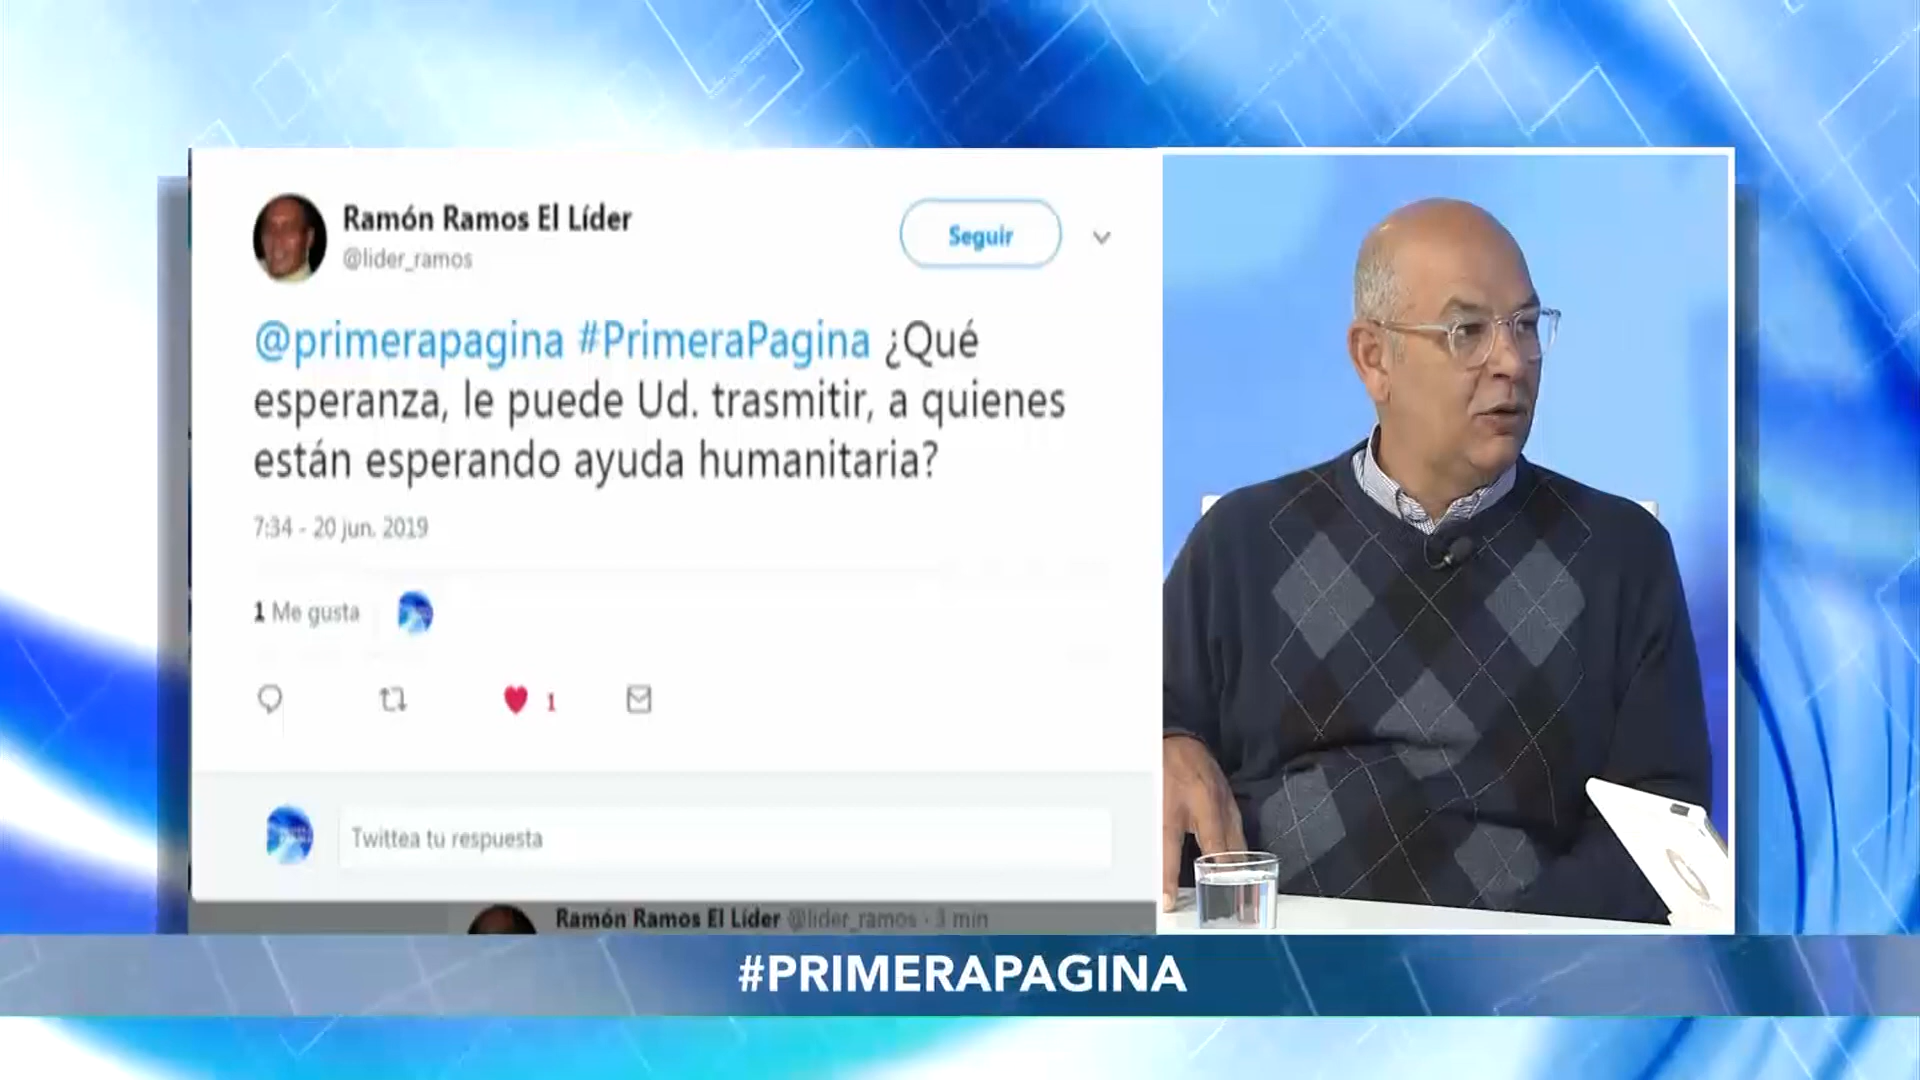 Ramón Ramos El Líder
@lider_ramos
Seguir
@primerapagina #PrimeraPagina ¿Qué
esperanza, le puede Ud. trasmitir, a quienes
están esperando ayuda humanitaria?
7:34 - 20 jun. 2019
1 Me gusta
1
Twittea tu respuesta
Ramón Ramos El Líder @lider_ramos · 3 min
#PRIMERAPAGINA